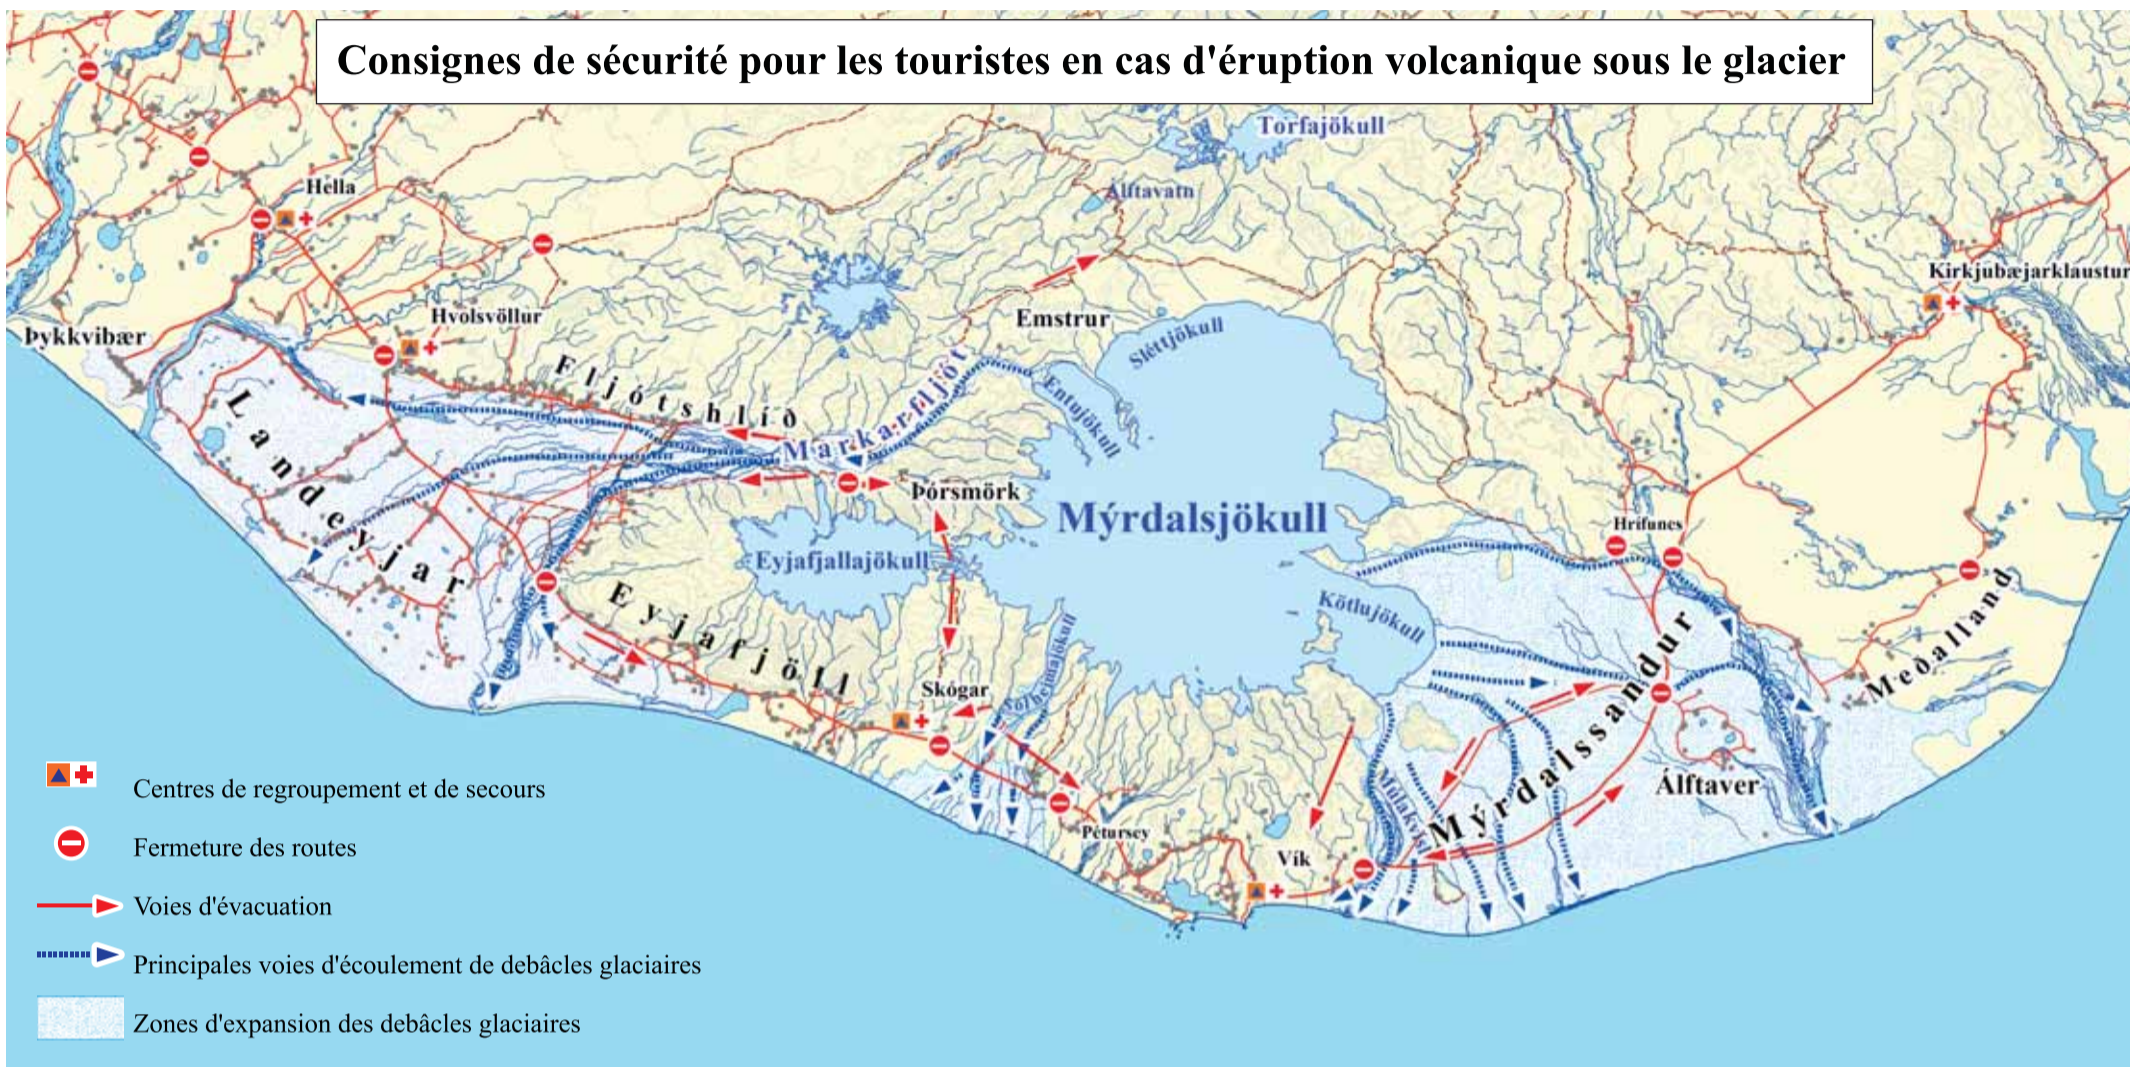 Consignes de sécurité pour les touristes en cas d'éruption volcanique sous le glacier
Torfajökull
Álftavatn
Hella
Kirkjubæjarklaustur
Hvolsvöllur
Emstrur
Þykkvibær
Sléttjökull
Fljótshlíð
Entujökull
Landeyjar
Markarfljót
Þórsmörk
Mýrdalsjökull
Hrífunes
Eyjafjallajökull
Eyjafjöll
Kötlujökull
Meðalland
Sólheimajökull
Skógar
Mýrdalssandur
Álftaver
Múlakvísl
Pétursey
Vík
Centres de regroupement et de secours
Fermeture des routes
Voies d'évacuation
Principales voies d'écoulement de debâcles glaciaires
Zones d'expansion des debâcles glaciaires